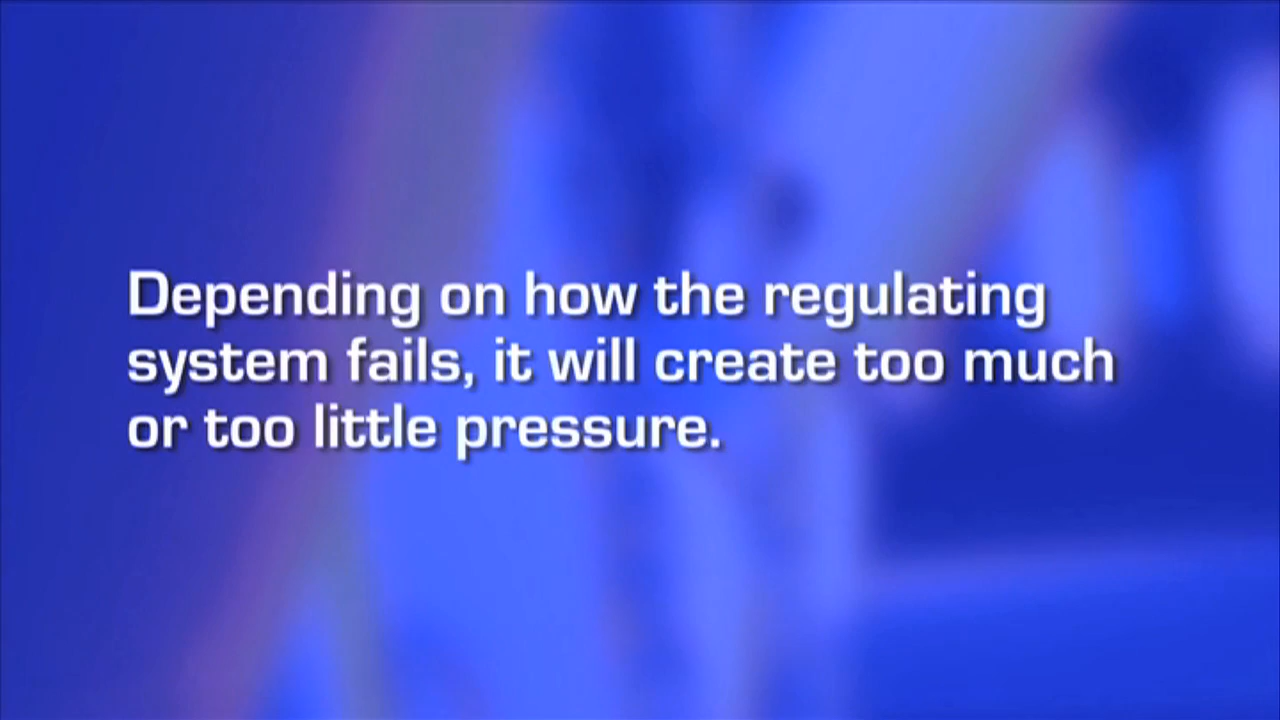 Depending on how the regulating
system fails, it will create too much
or too little pressure.